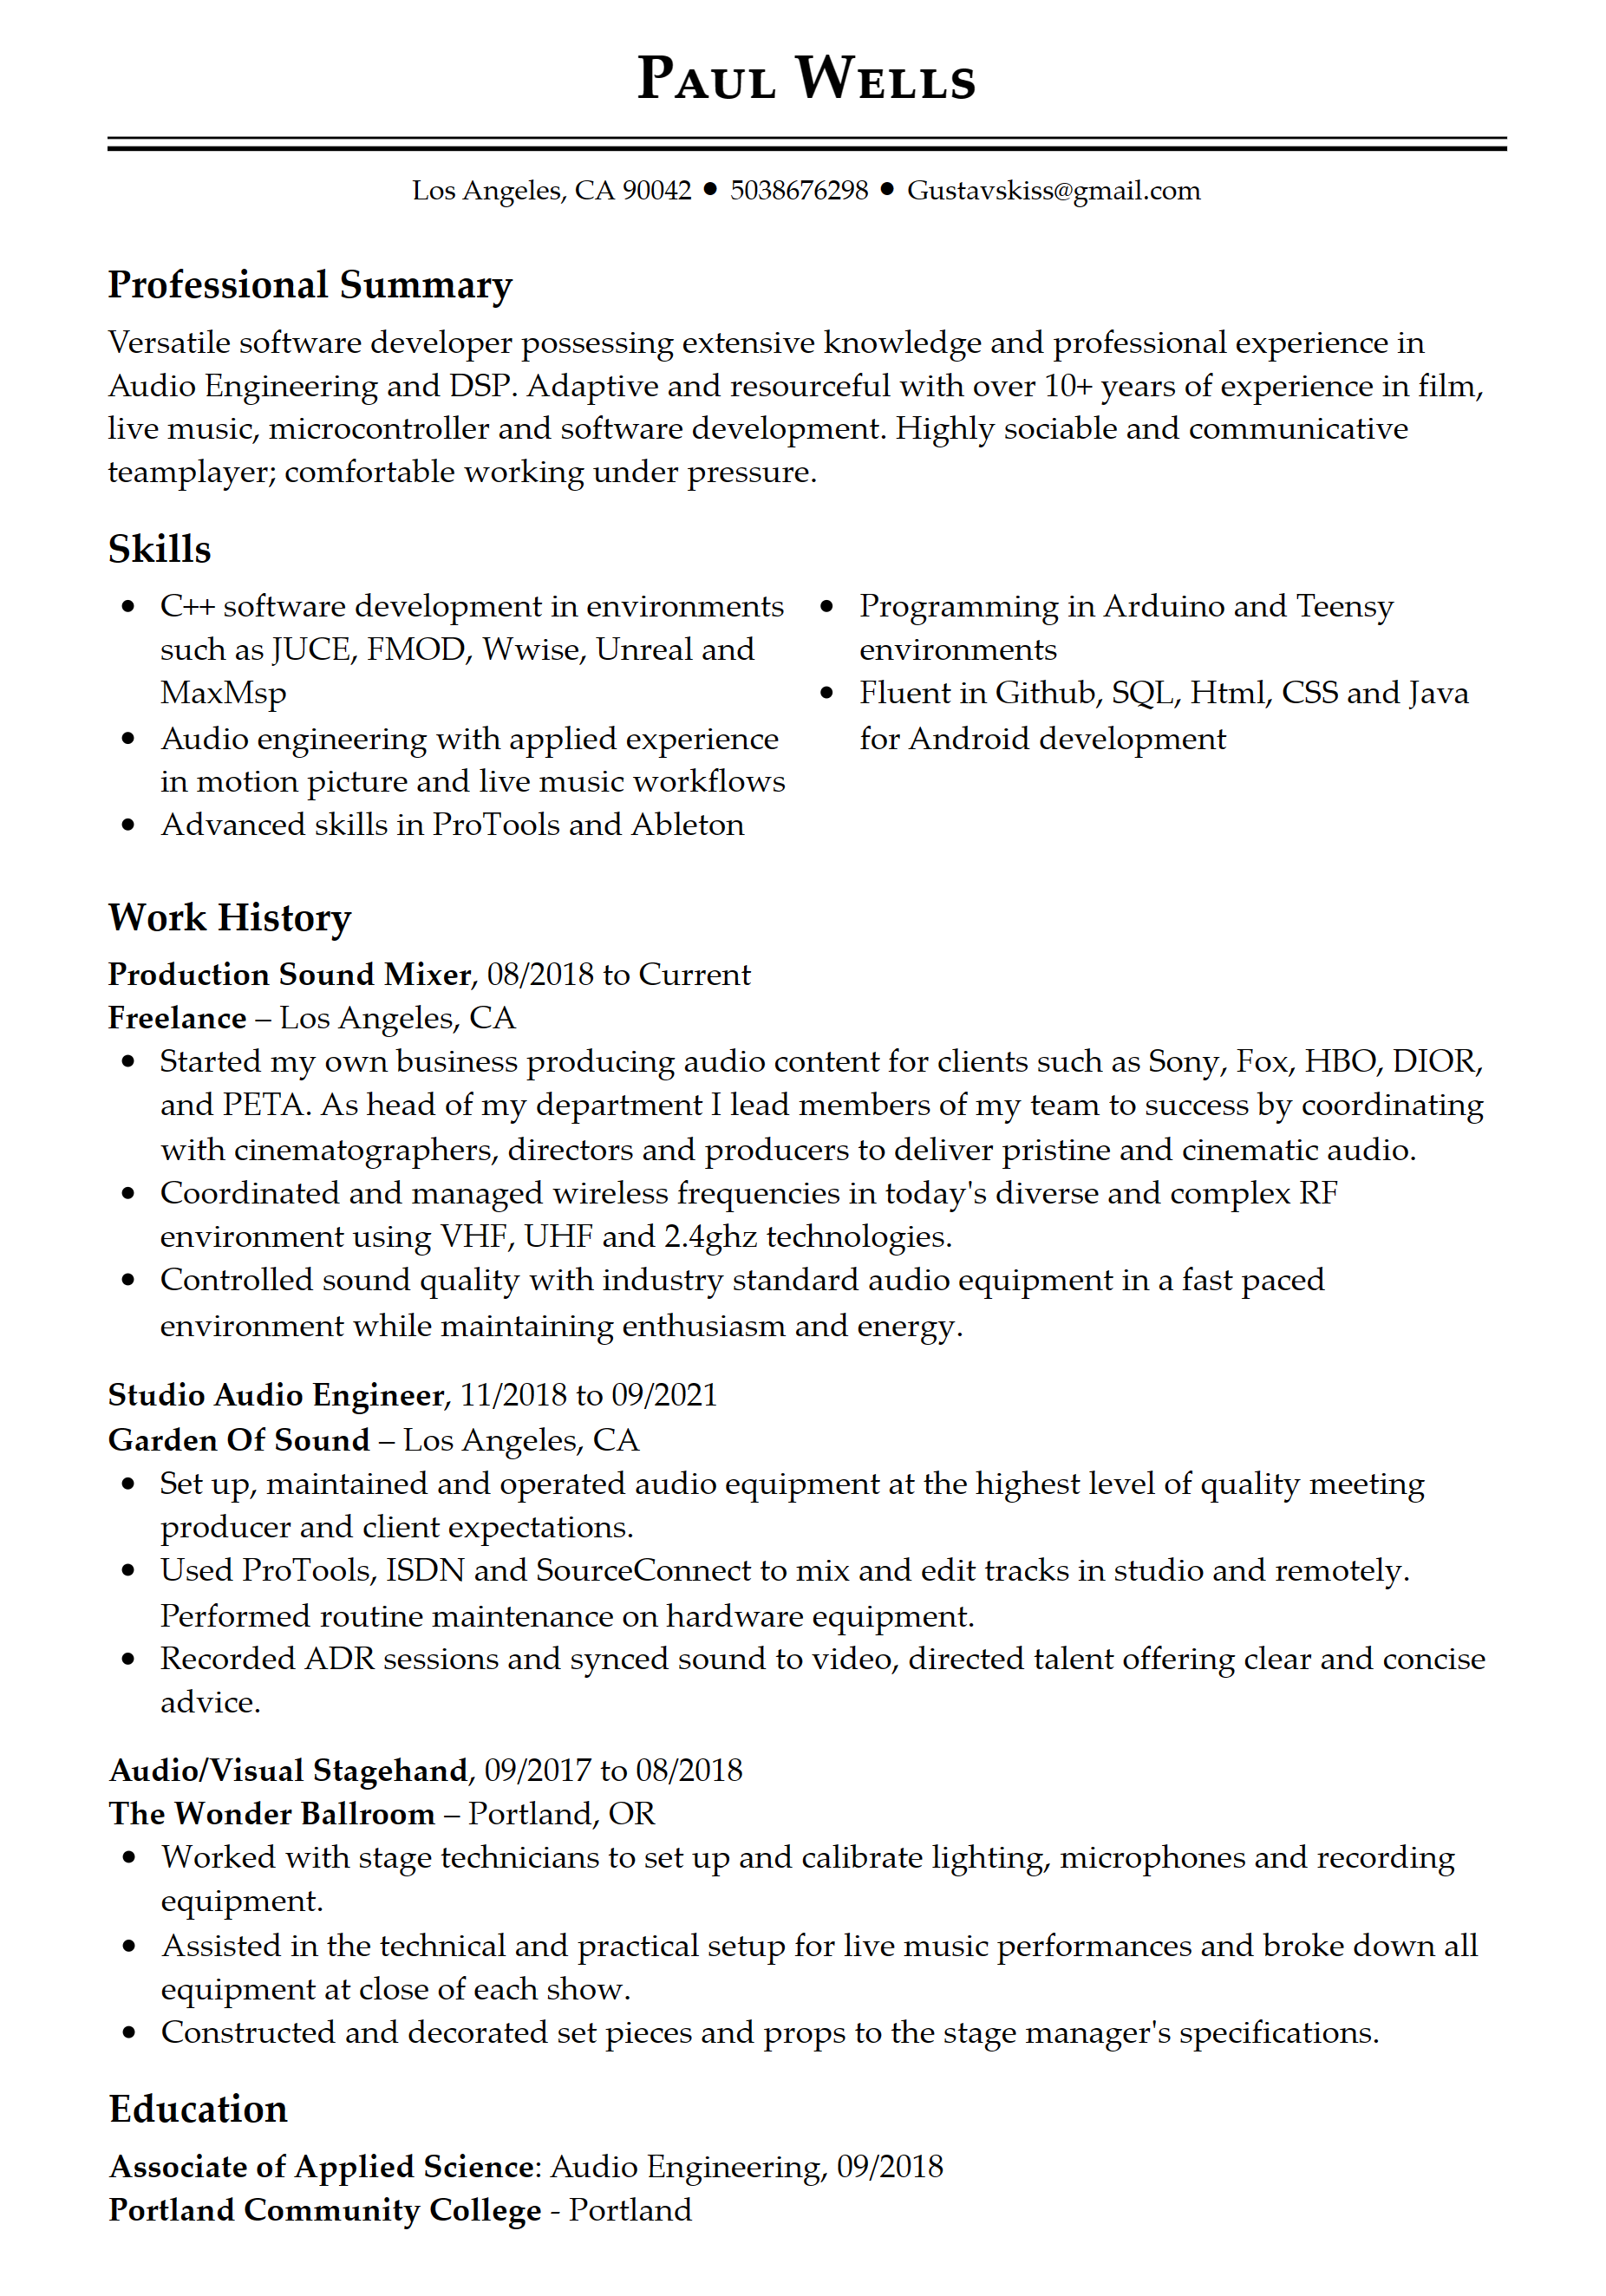 Paul Wells
Los Angeles, CA 90042 ● 5038676298 ● Gustavskiss@gmail.com
Professional Summary
Versatile software developer possessing extensive knowledge and professional experience in
Audio Engineering and DSP. Adaptive and resourceful with over 10+ years of experience in film,
live music, microcontroller and software development. Highly sociable and communicative
teamplayer; comfortable working under pressure.
Skills
● C++ software development in environments
such as JUCE, FMOD, Wwise, Unreal and
MaxMsp
● Audio engineering with applied experience
in motion picture and live music workflows
● Advanced skills in ProTools and Ableton
● Programming in Arduino and Teensy
environments
● Fluent in Github, SQL, Html, CSS and Java
for Android development
Work History
Production Sound Mixer, 08/2018 to Current
Freelance – Los Angeles, CA
● Started my own business producing audio content for clients such as Sony, Fox, HBO, DIOR,
and PETA. As head of my department I lead members of my team to success by coordinating
with cinematographers, directors and producers to deliver pristine and cinematic audio.
● Coordinated and managed wireless frequencies in today's diverse and complex RF
environment using VHF, UHF and 2.4ghz technologies.
● Controlled sound quality with industry standard audio equipment in a fast paced
environment while maintaining enthusiasm and energy.
Studio Audio Engineer, 11/2018 to 09/2021
Garden Of Sound – Los Angeles, CA
● Set up, maintained and operated audio equipment at the highest level of quality meeting
producer and client expectations.
● Used ProTools, ISDN and SourceConnect to mix and edit tracks in studio and remotely.
Performed routine maintenance on hardware equipment.
● Recorded ADR sessions and synced sound to video, directed talent offering clear and concise
advice.
Audio/Visual Stagehand, 09/2017 to 08/2018
The Wonder Ballroom – Portland, OR
● Worked with stage technicians to set up and calibrate lighting, microphones and recording
equipment.
● Assisted in the technical and practical setup for live music performances and broke down all
equipment at close of each show.
● Constructed and decorated set pieces and props to the stage manager's specifications.
Education
Associate of Applied Science: Audio Engineering, 09/2018
Portland Community College - Portland